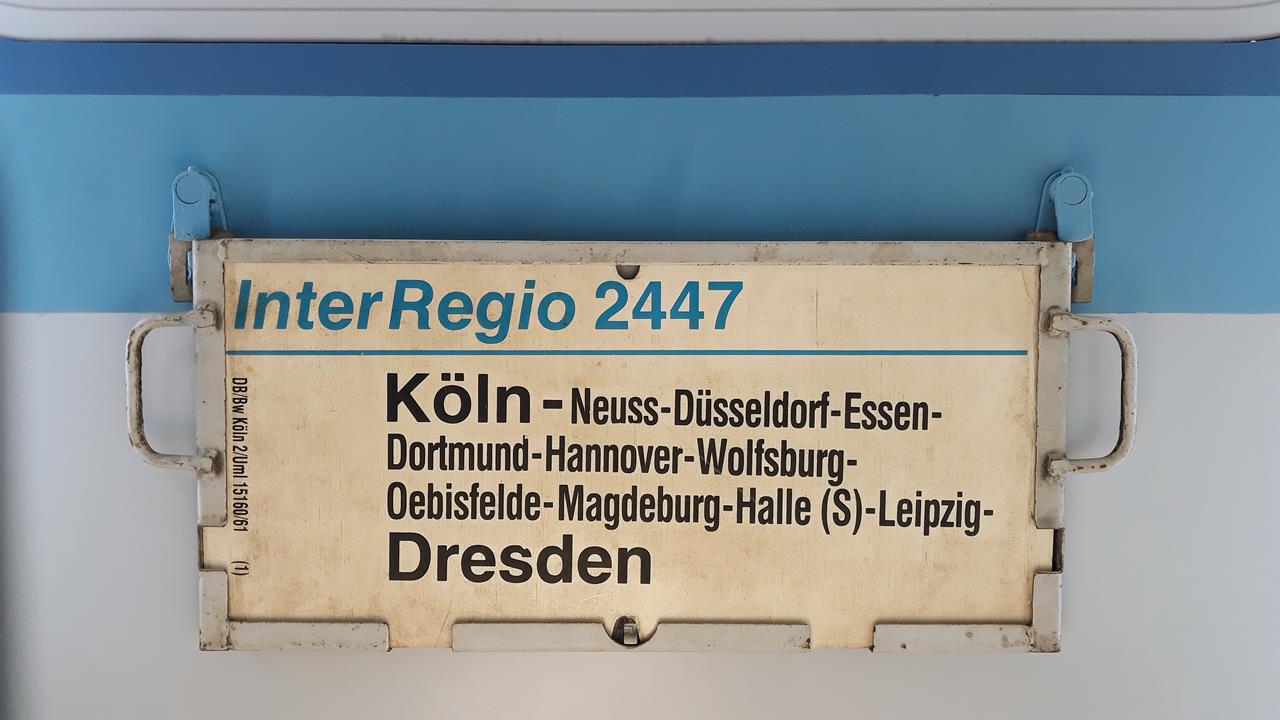 InterRegio 2447
Köln - Neuss-Düsseldorf-Essen-
Dortmund-Hannover-Wolfsburg-
Oebisfelde-Magdeburg-Halle (S)-Leipzig-
Dresden
DB/Bw Köln 2/Uml 15160/61 (1)